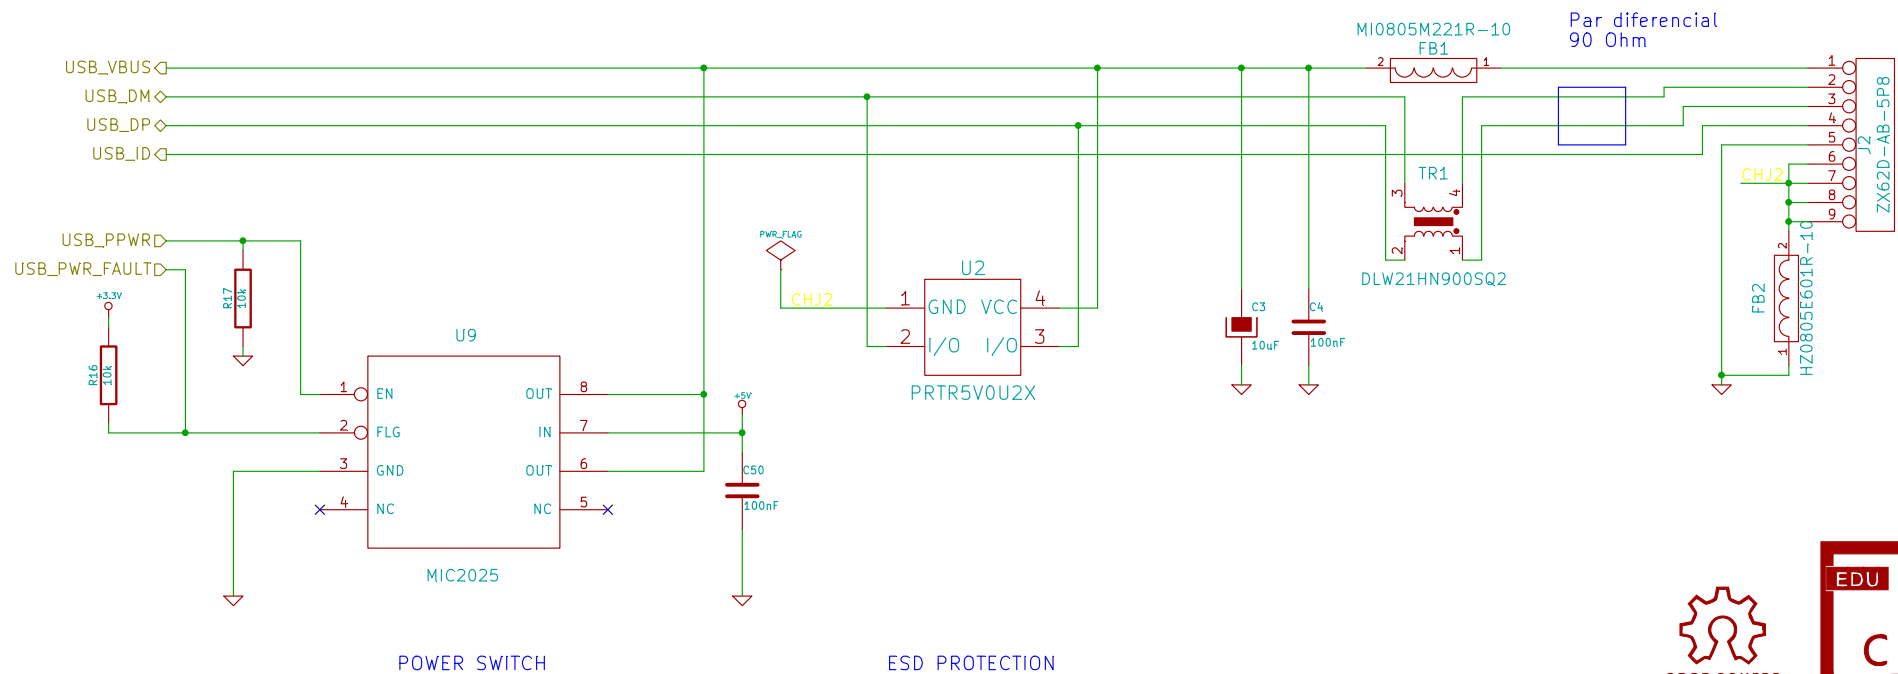 MI0805M221R-10
FB1
Par diferencial
90 Ohm
USB_VBUS
USB_DM
USB_DP
USB_ID
2
1
1
2
3
4
5
6
7
8
9
J2
ZX62D-AB-5P8
CHJ2
TR1
3
4
2
1
DLW21HN900SQ2
2
FB2
HZ0805E601R-10
1
USB_PPWR
USB_PWR_FAULT
+3.3V
R17
10k
R16
10k
PWR_FLAG
CHJ2
U2
1
GND
VCC
4
2
I/O
I/O
3
PRTR5V0U2X
C3
10uF
C4
100nF
U9
1
EN
OUT
8
2
FLG
IN
7
3
GND
OUT
6
4
NC
NC
5
MIC2025
+5V
C50
100nF
EDU
C
POWER SWITCH
ESD PROTECTION